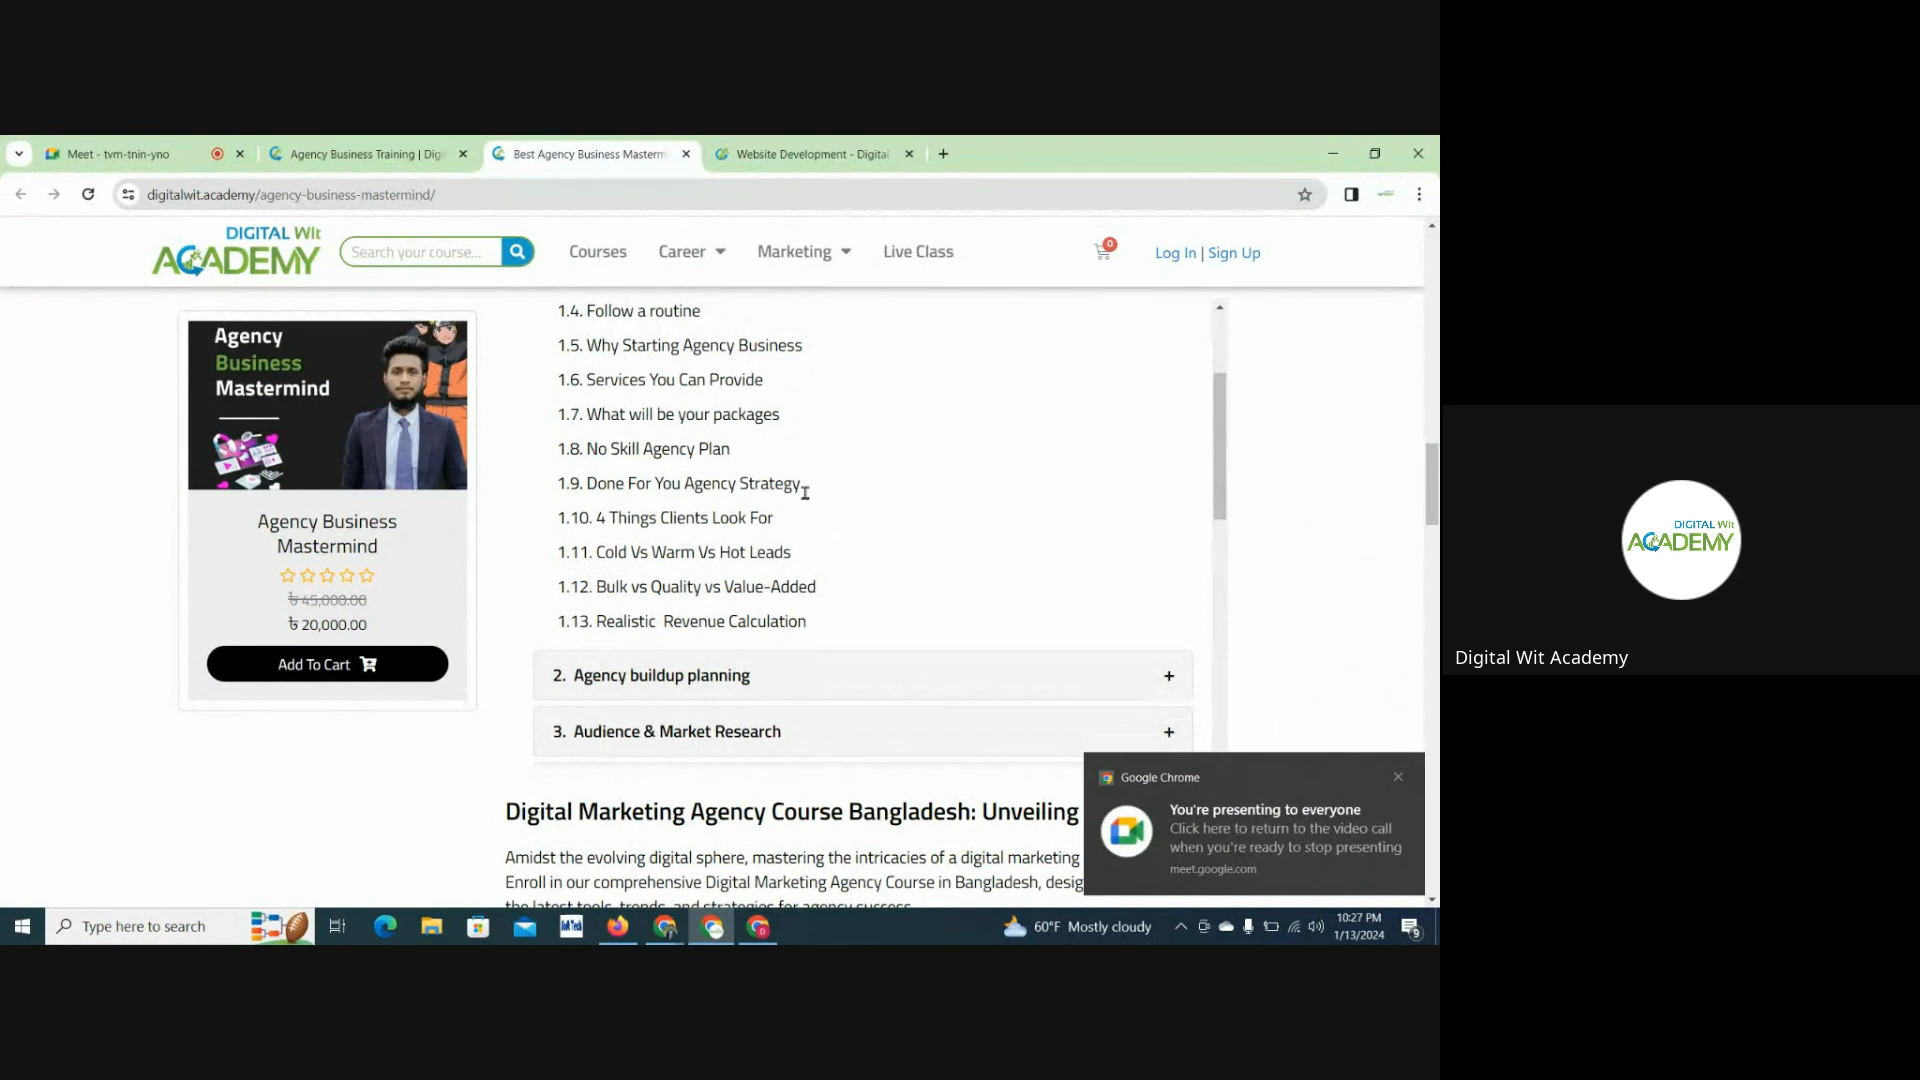 Meet - tvm-tnin-yno
Agency Business Training | Digi
Best Agency Business Masterm
Website Development - Digital
digitalwit.academy/agency-business-mastermind/
DIGITAL Wit
ACADEMY
Search your course...
Courses
Career
Marketing
Live Class
0
Log In | Sign Up
Agency
Business
Mastermind
Agency Business
Mastermind
৳ 45,000.00
৳ 20,000.00
Add To Cart
1.4. Follow a routine
1.5. Why Starting Agency Business
1.6. Services You Can Provide
1.7. What will be your packages
1.8. No Skill Agency Plan
1.9. Done For You Agency Strategy
1.10. 4 Things Clients Look For
1.11. Cold Vs Warm Vs Hot Leads
1.12. Bulk vs Quality vs Value-Added
1.13. Realistic Revenue Calculation
2. Agency buildup planning +
3. Audience & Market Research +
Digital Marketing Agency Course Bangladesh: Unveiling
Amidst the evolving digital sphere, mastering the intricacies of a digital marketing
Enroll in our comprehensive Digital Marketing Agency Course in Bangladesh, desig
the latest tools, trends, and strategies for agency success.
Google Chrome
You're presenting to everyone
Click here to return to the video call
when you're ready to stop presenting
meet.google.com
Type here to search
60°F Mostly cloudy
10:27 PM
1/13/2024
9
DIGITAL Wit
ACADEMY
Digital Wit Academy